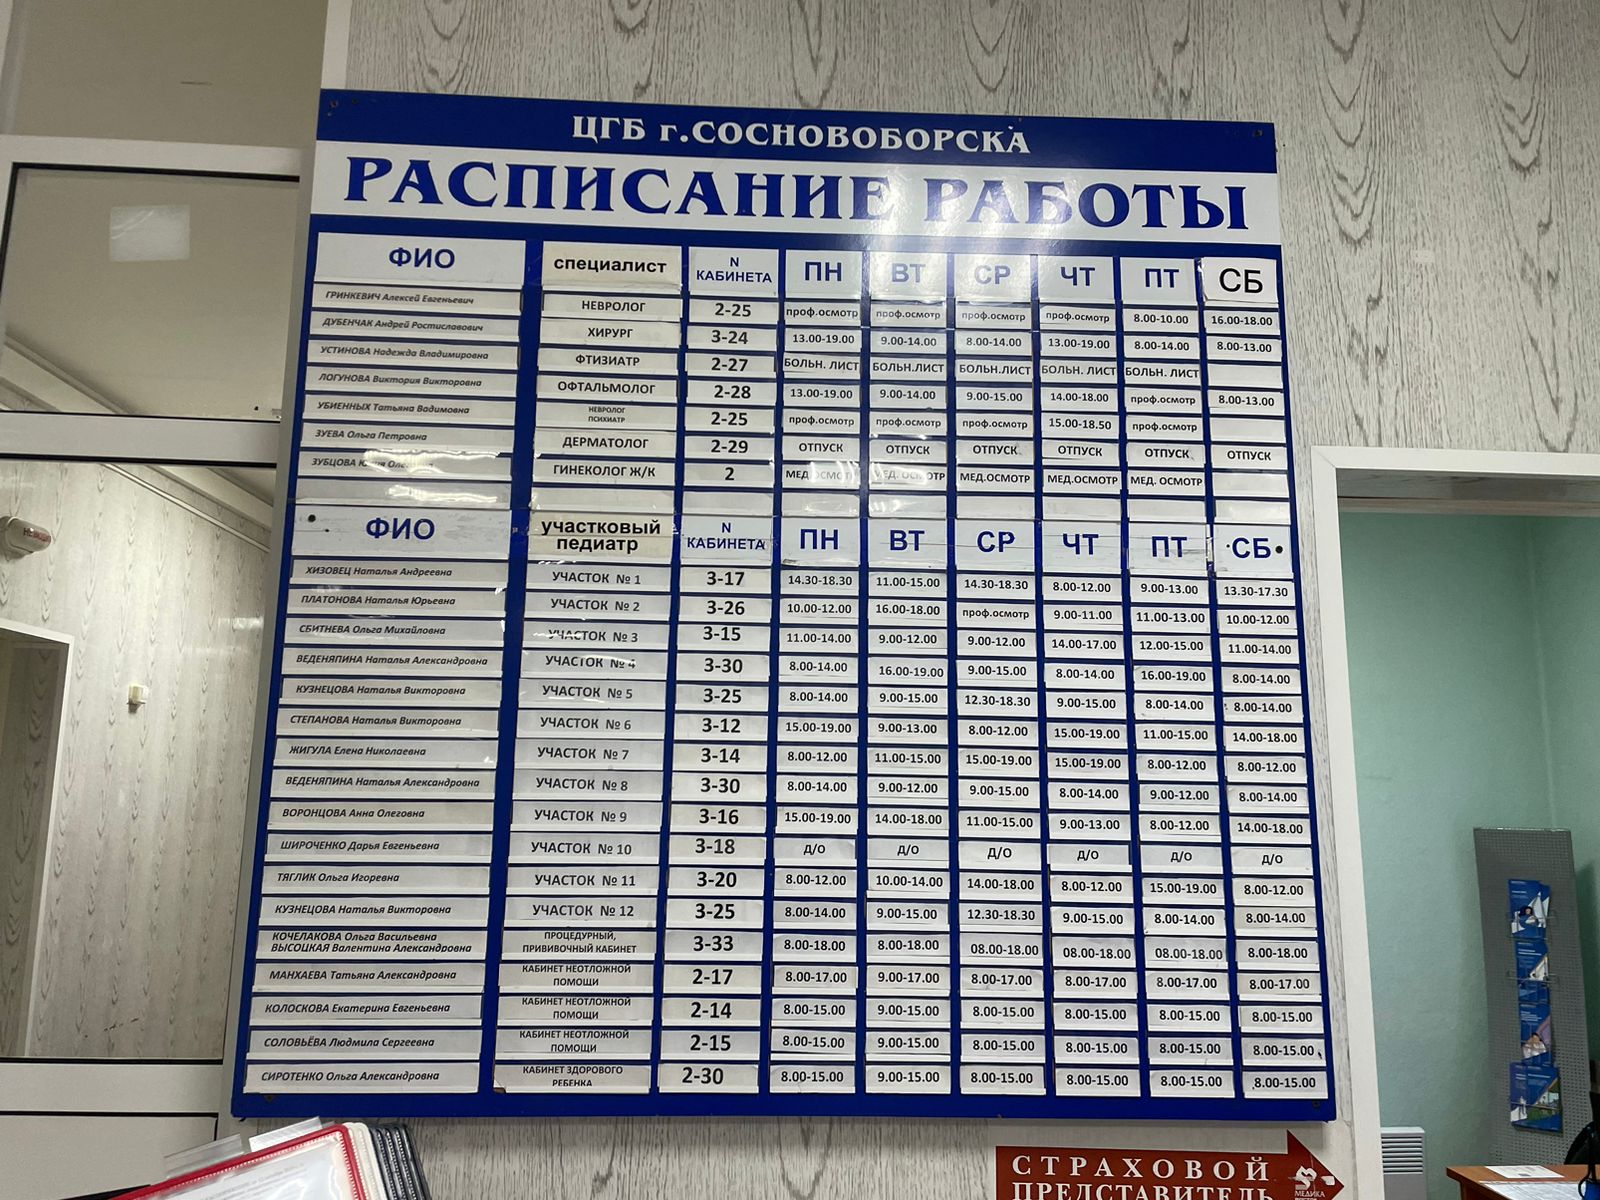 ЦГБ г.СОСНОВОБОРСКА
РАСПИСАНИЕ РАБОТЫ
ФИО специалист N КАБИНЕТА ПН ВТ СР ЧТ ПТ СБ
ГРИНКЕВИЧ Алексей Евгеньевич НЕВРОЛОГ 2-25 проф.осмотр проф.осмотр проф.осмотр проф.осмотр 8.00-10.00 16.00-18.00
ДУБЕНЧАК Андрей Ростиславович ХИРУРГ 3-24 13.00-19.00 9.00-14.00 8.00-14.00 13.00-19.00 8.00-14.00 8.00-13.00
УСТИНОВА Надежда Владимировна ФТИЗИАТР 2-27 БОЛЬН. ЛИСТ БОЛЬН.ЛИСТ БОЛЬН.ЛИСТ БОЛЬН. ЛИСТ БОЛЬН. ЛИСТ
ЛОГУНОВА Виктория Викторовна ОФТАЛЬМОЛОГ 2-28 13.00-19.00 9.00-14.00 9.00-15.00 14.00-18.00 проф.осмотр 8.00-13.00
УБИЕННЫХ Татьяна Вадимовна НЕВРОЛОГ ПСИХИАТР 2-25 проф.осмотр проф.осмотр проф.осмотр 15.00-18.50 проф.осмотр
ЗУЕВА Ольга Петровна ДЕРМАТОЛОГ 2-29 ОТПУСК ОТПУСК ОТПУСК ОТПУСК ОТПУСК ОТПУСК
ЗУБЦОВА ГИНЕКОЛОГ Ж/К 2 МЕД.ОСМОТР МЕД. ОСМОТР МЕД.ОСМОТР МЕД.ОСМОТР МЕД. ОСМОТР
ФИО участковый педиатр N КАБИНЕТА ПН ВТ СР ЧТ ПТ СБ
ХИЗОВЕЦ Наталья Андреевна УЧАСТОК № 1 3-17 14.30-18.30 11.00-15.00 14.30-18.30 8.00-12.00 9.00-13.00 13.30-17.30
ПЛАТОНОВА Наталья Юрьевна УЧАСТОК № 2 3-26 10.00-12.00 16.00-18.00 проф.осмотр 9.00-11.00 11.00-13.00 10.00-12.00
СБИТНЕВА Ольга Михайловна УЧАСТОК № 3 3-15 11.00-14.00 9.00-12.00 9.00-12.00 14.00-17.00 12.00-15.00 11.00-14.00
ВЕДЕНЯПИНА Наталья Александровна УЧАСТОК № 4 3-30 8.00-14.00 16.00-19.00 9.00-15.00 8.00-14.00 16.00-19.00 8.00-14.00
КУЗНЕЦОВА Наталья Викторовна УЧАСТОК № 5 3-25 8.00-14.00 9.00-15.00 12.30-18.30 9.00-15.00 8.00-14.00 8.00-14.00
СТЕПАНОВА Наталья Викторовна УЧАСТОК № 6 3-12 15.00-19.00 9.00-13.00 8.00-12.00 15.00-19.00 11.00-15.00 14.00-18.00
ЖИГУЛА Елена Николаевна УЧАСТОК № 7 3-14 8.00-12.00 11.00-15.00 15.00-19.00 15.00-19.00 8.00-12.00 8.00-12.00
ВЕДЕНЯПИНА Наталья Александровна УЧАСТОК № 8 3-30 8.00-14.00 9.00-12.00 9.00-15.00 8.00-14.00 9.00-12.00 8.00-14.00
ВОРОНЦОВА Анна Олеговна УЧАСТОК № 9 3-16 15.00-19.00 14.00-18.00 11.00-15.00 9.00-13.00 8.00-12.00 14.00-18.00
ШИРОЧЕНКО Дарья Евгеньевна УЧАСТОК № 10 3-18 Д/О Д/О Д/О Д/О Д/О Д/О
ТЯГЛИК Ольга Игоревна УЧАСТОК № 11 3-20 8.00-12.00 10.00-14.00 14.00-18.00 8.00-12.00 15.00-19.00 8.00-12.00
КУЗНЕЦОВА Наталья Викторовна УЧАСТОК № 12 3-25 8.00-14.00 9.00-15.00 12.30-18.30 9.00-15.00 8.00-14.00 8.00-14.00
КОЧЕЛАКОВА Ольга Васильевна ВЫСОЦКАЯ Валентина Александровна ПРОЦЕДУРНЫЙ, ПРИВИВОЧНЫЙ КАБИНЕТ 3-33 8.00-18.00 8.00-18.00 08.00-18.00 08.00-18.00 08.00-18.00 8.00-18.00
МАНХАЕВА Татьяна Александровна КАБИНЕТ НЕОТЛОЖНОЙ ПОМОЩИ 2-17 8.00-17.00 9.00-17.00 8.00-17.00 8.00-17.00 8.00-17.00 8.00-17.00
КОЛОСКОВА Екатерина Евгеньевна КАБИНЕТ НЕОТЛОЖНОЙ ПОМОЩИ 2-14 8.00-15.00 9.00-15.00 8.00-15.00 8.00-15.00 8.00-15.00 8.00-15.00
СОЛОВЬЁВА Людмила Сергеевна КАБИНЕТ НЕОТЛОЖНОЙ ПОМОЩИ 2-15 8.00-15.00 9.00-15.00 8.00-15.00 8.00-15.00 8.00-15.00 8.00-15.00
СИРОТЕНКО Ольга Александровна КАБИНЕТ ЗДОРОВОГО РЕБЕНКА 2-30 8.00-15.00 9.00-15.00 8.00-15.00 8.00-15.00 8.00-15.00 8.00-15.00
СТРАХОВОЙ
ПРЕДСТАВИТЕЛЬ
МЕДИКА